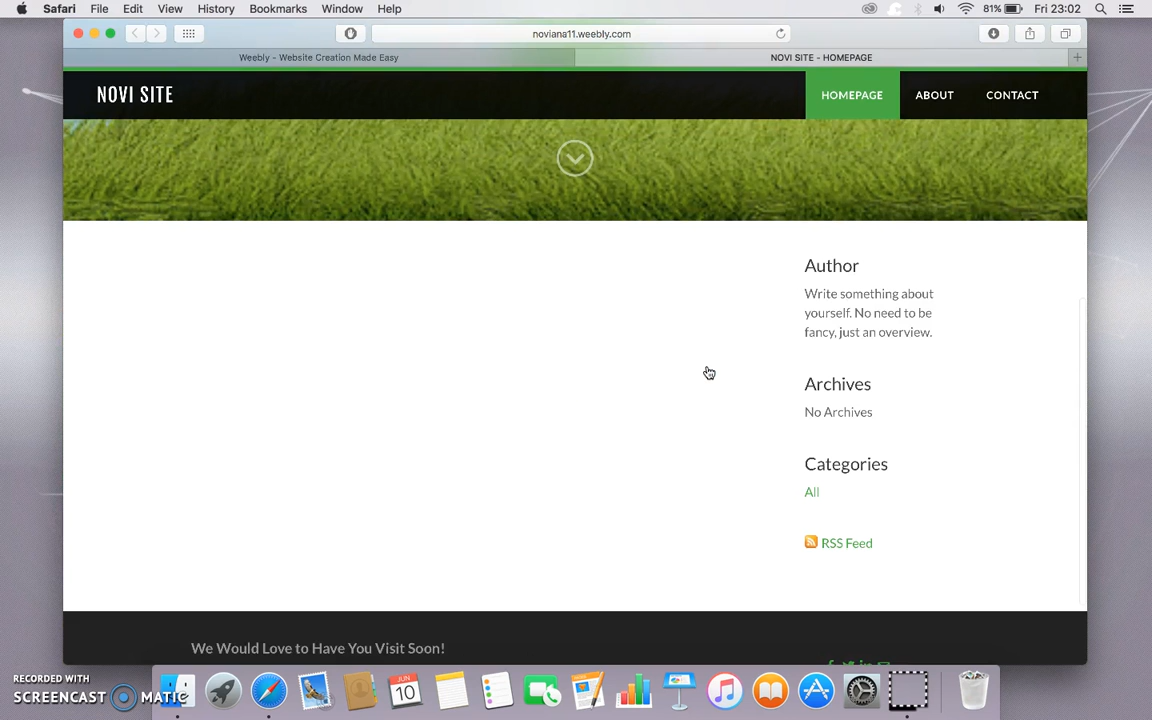 Safari File Edit View History Bookmarks Window Help 81% Fri 23:02
noviana11.weebly.com
Weebly - Website Creation Made Easy NOVI SITE - HOMEPAGE
NOVI SITE HOMEPAGE ABOUT CONTACT
Author
Write something about
yourself. No need to be
fancy, just an overview.
Archives
No Archives
Categories
All
RSS Feed
We Would Love to Have You Visit Soon!
JUN
10
RECORDED WITH
SCREENCAST MATIC